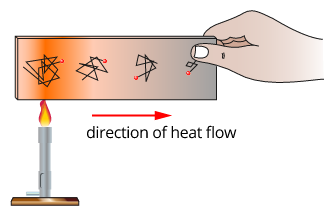 direction of heat flow